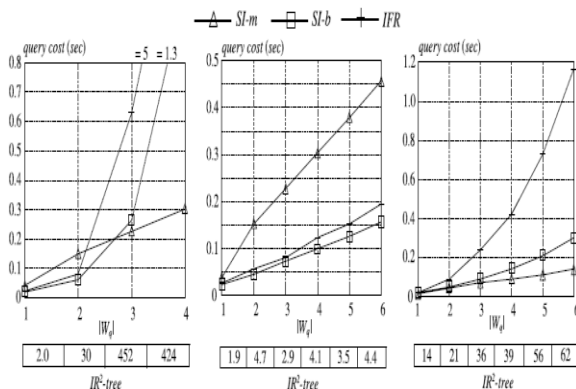 SI-m SI-b IFR
query cost (sec) query cost (sec) query cost (sec)
= 5 = 1.3
0.8
0.7
0.6
0.5
0.4
0.3
0.2
0.1
0
1 2 3 4
|Wq|
2.0 30 452 424
IR²-tree
0.5
0.4
0.3
0.2
0.1
0
1 2 3 4 5 6
|Wq|
1.9 4.7 2.9 4.1 3.5 4.4
IR²-tree
1.2
1.0
0.8
0.6
0.4
0.2
0
1 2 3 4 5 6
|Wq|
14 21 36 39 56 62
IR²-tree